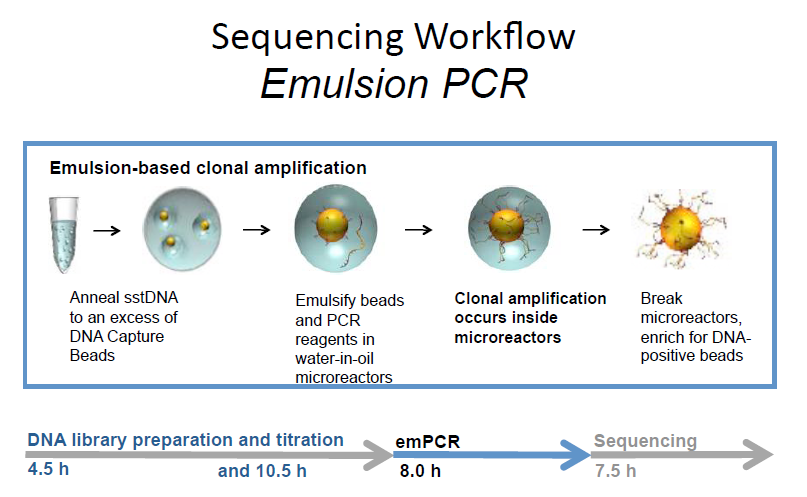 Sequencing Workflow
Emulsion PCR
Emulsion-based clonal amplification
Anneal sstDNA
to an excess of
DNA Capture
Beads
Emulsify beads
and PCR
reagents in
water-in-oil
microreactors
Clonal amplification
occurs inside
microreactors
Break
microreactors,
enrich for DNA-
positive beads
DNA library preparation and titration
4.5 h
and 10.5 h
emPCR
8.0 h
Sequencing
7.5 h